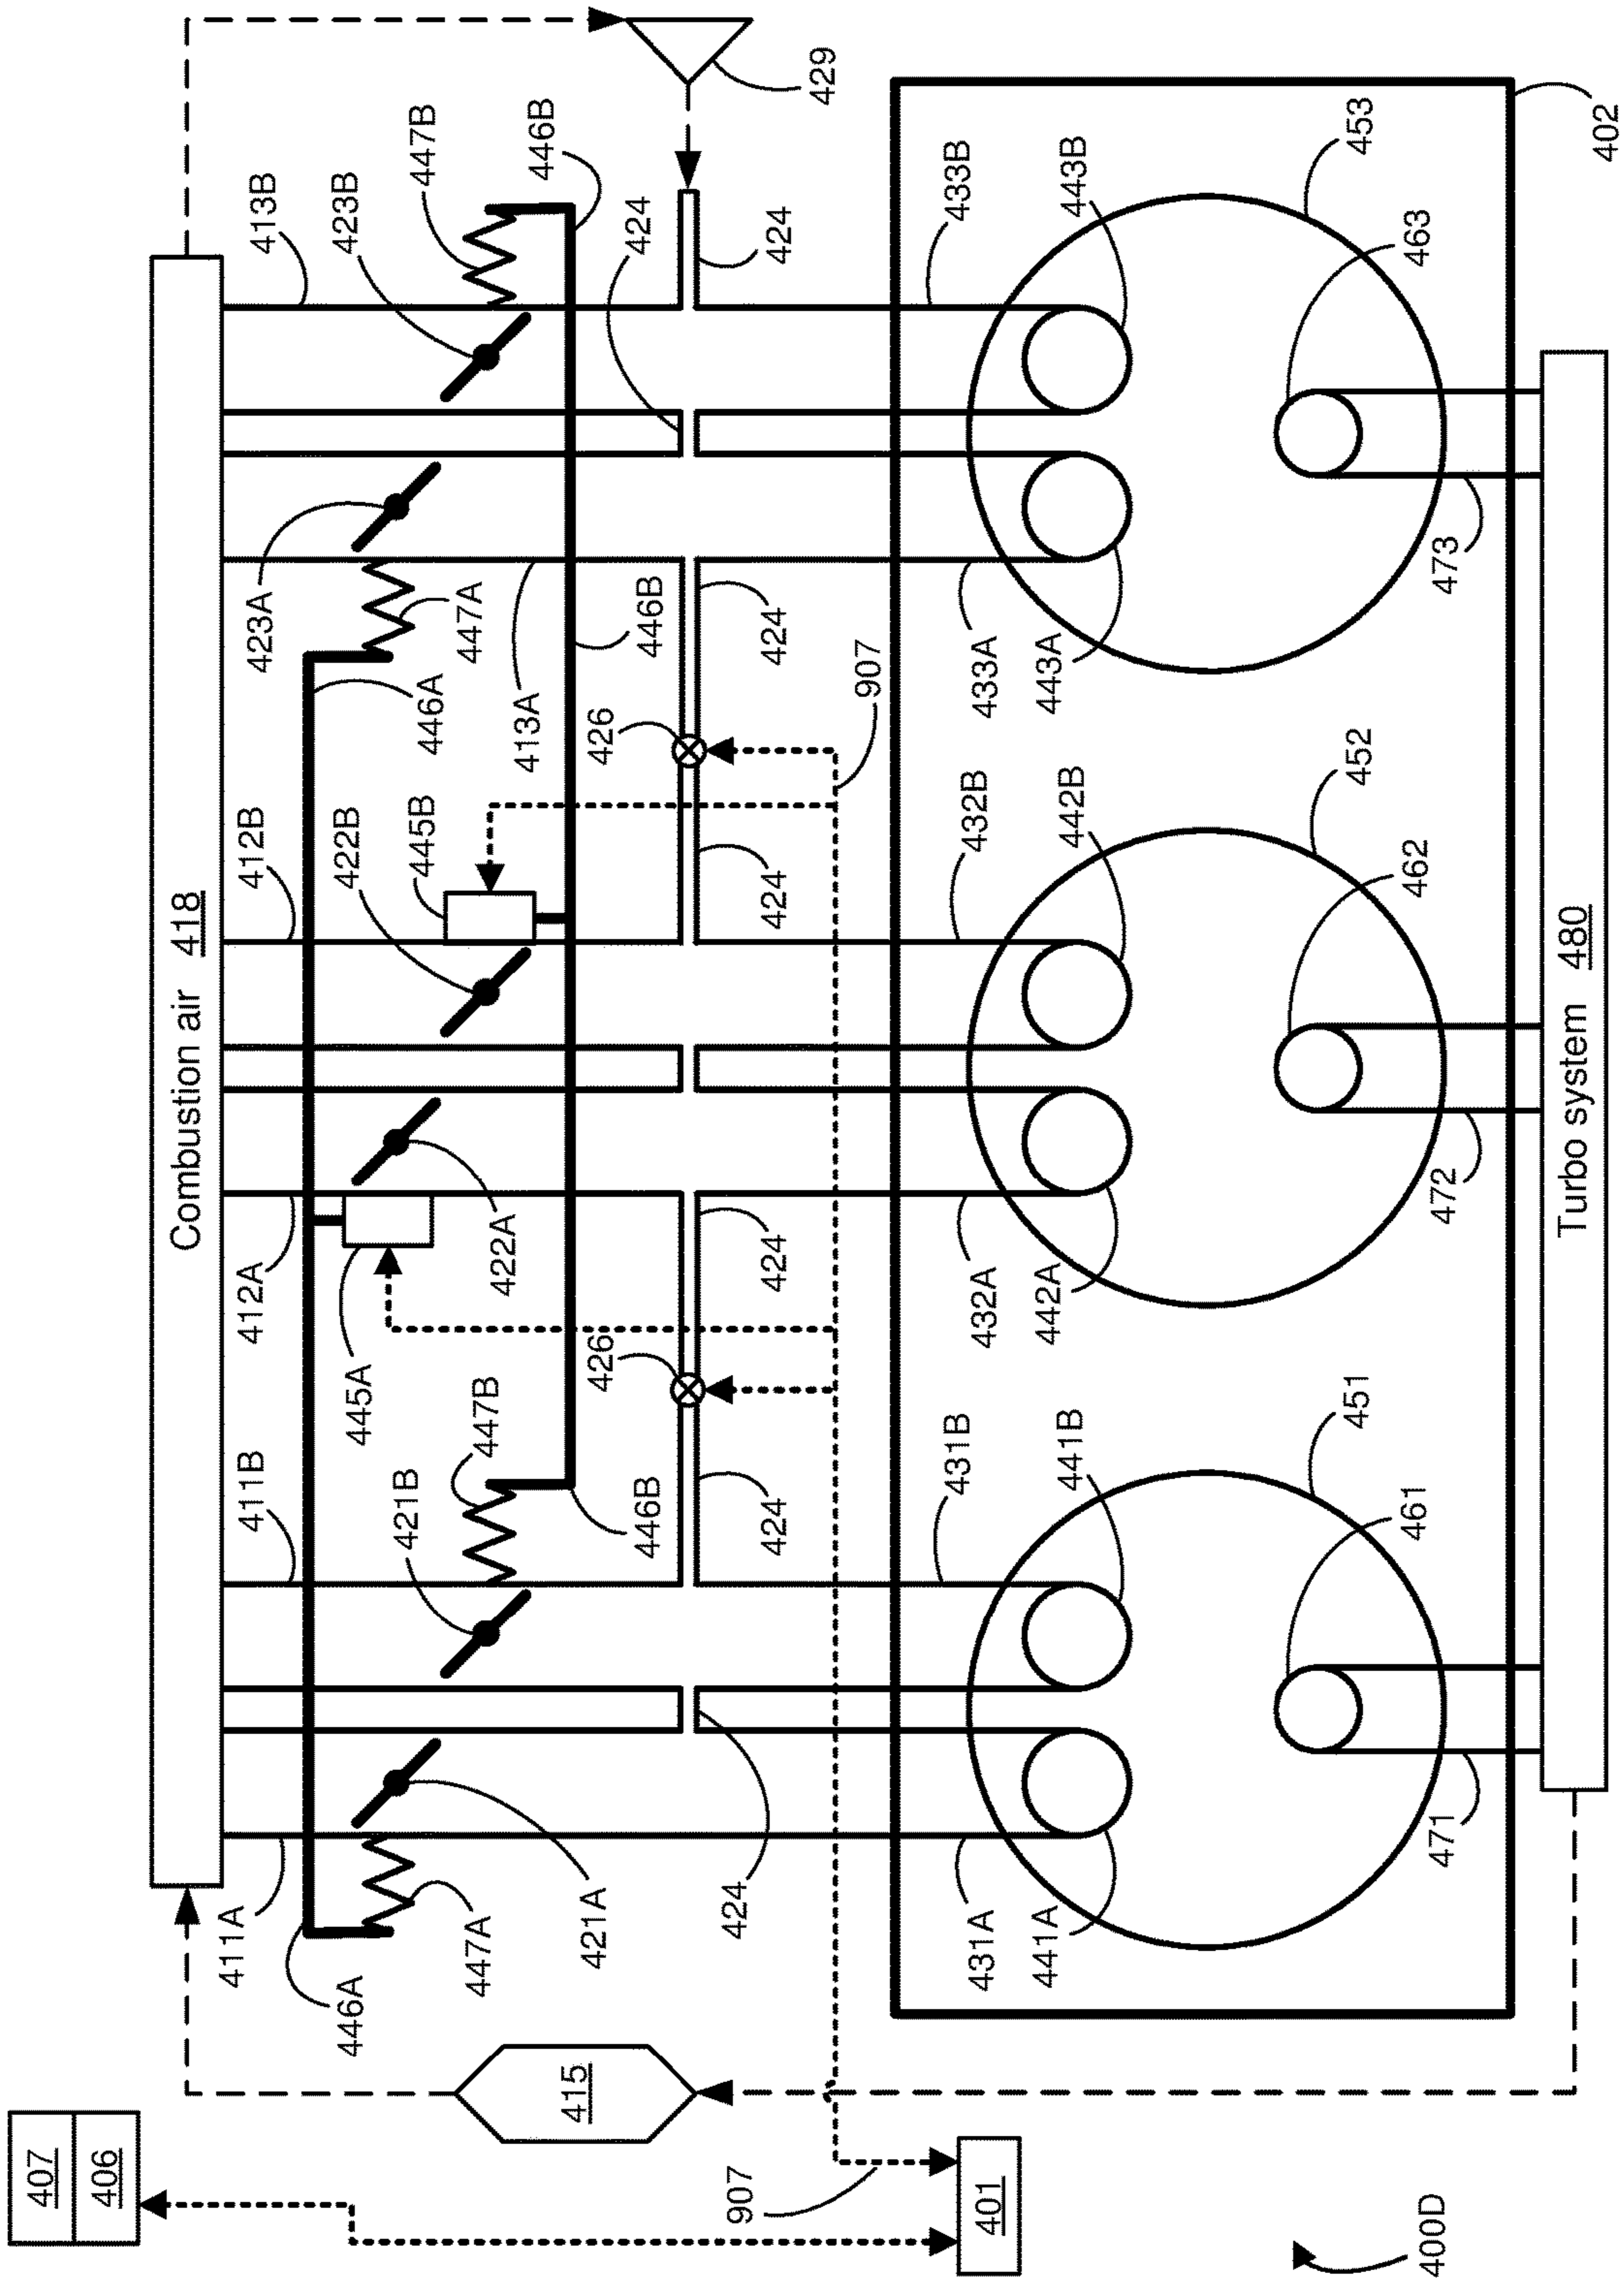 407
406
Combustion air 418
411A
411B
412A
412B
423A
413B
446A
445A
422B
423B
421B
445B
446A
447B
447A
447B
422A
447A
413A
446B
415
421A
426
426
446B
446B
424
907
424
424
424
424
424
424
429
907
401
431A
431B
432A
432B
433A
433B
441A
441B
442A
442B
443A
443B
451
452
453
461
462
463
400D
471
472
473
Turbo system 480
402